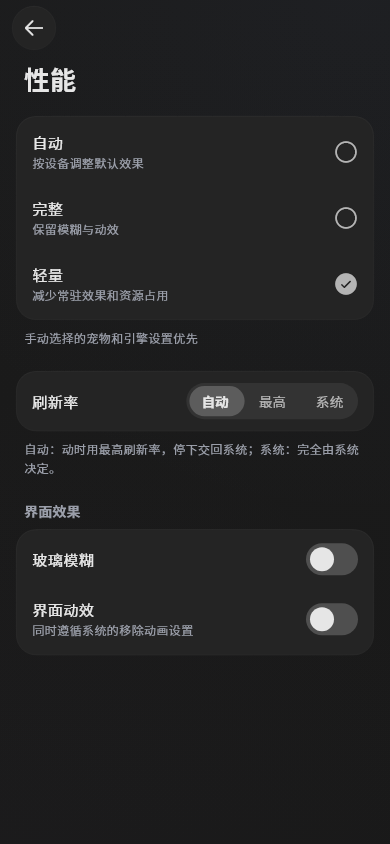 性能
自动
按设备调整默认效果
完整
保留模糊与动效
轻量
减少常驻效果和资源占用
手动选择的宠物和引擎设置优先
刷新率
自动 最高 系统
自动：动时用最高刷新率，停下交回系统；系统：完全由系统
决定。
界面效果
玻璃模糊
界面动效
同时遵循系统的移除动画设置